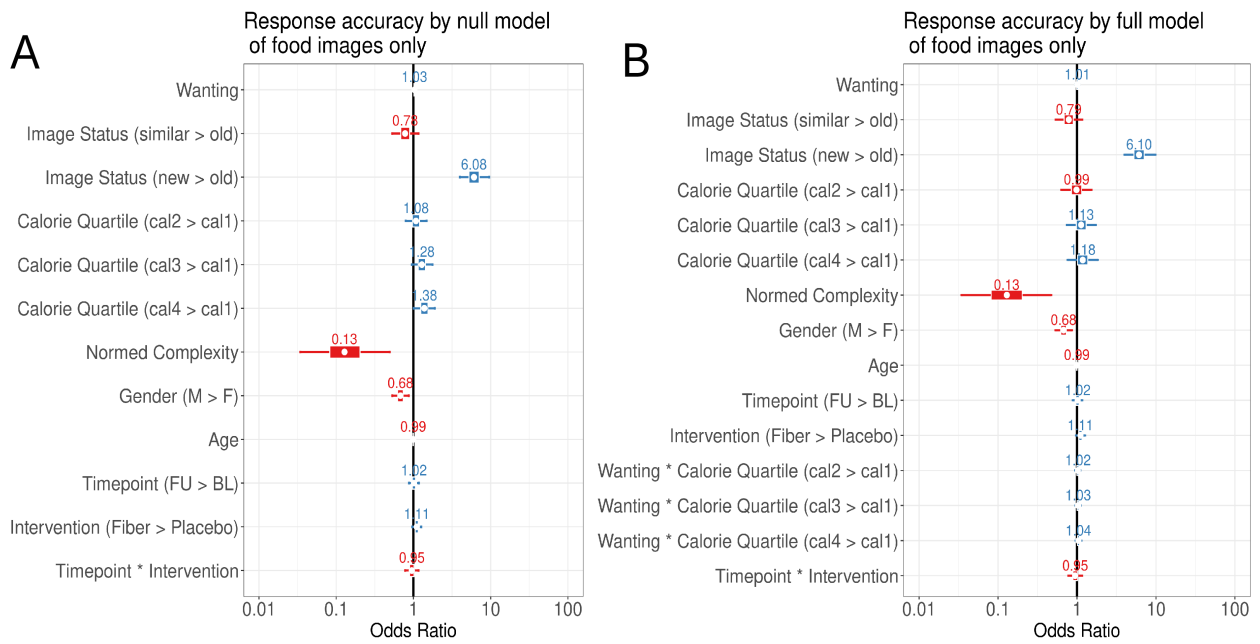 A
Response accuracy by null model
of food images only
Wanting
1.03
Image Status (similar > old)
0.78
Image Status (new > old)
6.08
Calorie Quartile (cal2 > cal1)
1.08
Calorie Quartile (cal3 > cal1)
1.28
Calorie Quartile (cal4 > cal1)
1.38
Normed Complexity
0.13
Gender (M > F)
0.68
Age
0.99
Timepoint (FU > BL)
1.02
Intervention (Fiber > Placebo)
1.11
Timepoint * Intervention
0.95
0.01 0.1 1 10 100
Odds Ratio
B
Response accuracy by full model
of food images only
Wanting
1.01
Image Status (similar > old)
0.79
Image Status (new > old)
6.10
Calorie Quartile (cal2 > cal1)
0.99
Calorie Quartile (cal3 > cal1)
1.13
Calorie Quartile (cal4 > cal1)
1.18
Normed Complexity
0.13
Gender (M > F)
0.68
Age
0.99
Timepoint (FU > BL)
1.02
Intervention (Fiber > Placebo)
1.11
Wanting * Calorie Quartile (cal2 > cal1)
1.02
Wanting * Calorie Quartile (cal3 > cal1)
1.03
Wanting * Calorie Quartile (cal4 > cal1)
1.04
Timepoint * Intervention
0.95
0.01 0.1 1 10 100
Odds Ratio